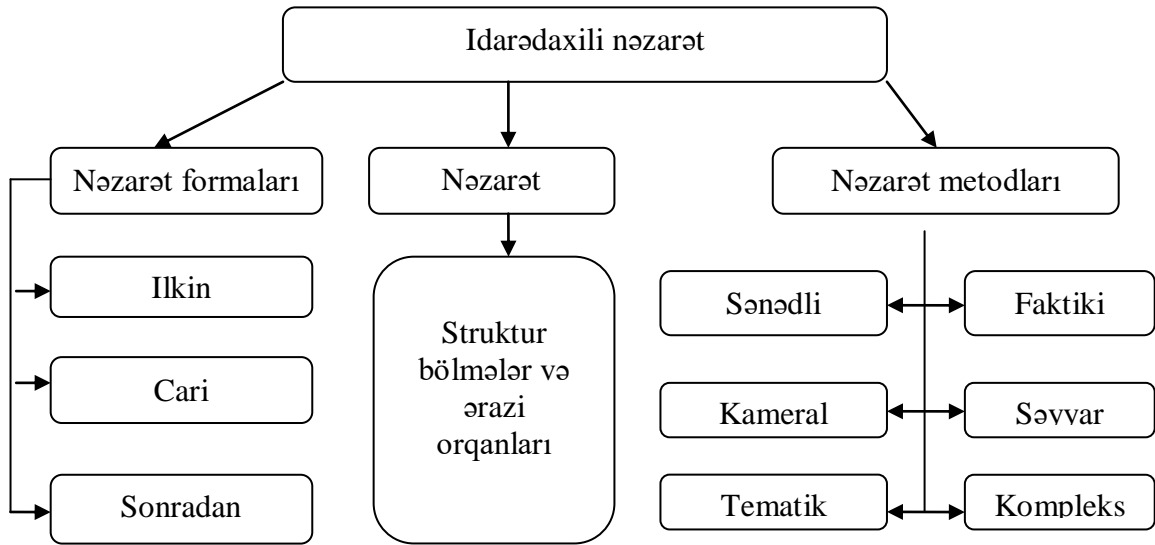 Idarədaxili nəzarət
Nəzarət formaları
Nəzarət
Nəzarət metodları
Ilkin
Cari
Sonradan
Struktur
bölmələr və
ərazi
orqanları
Sənədli
Faktiki
Kameral
Səvvar
Tematik
Kompleks